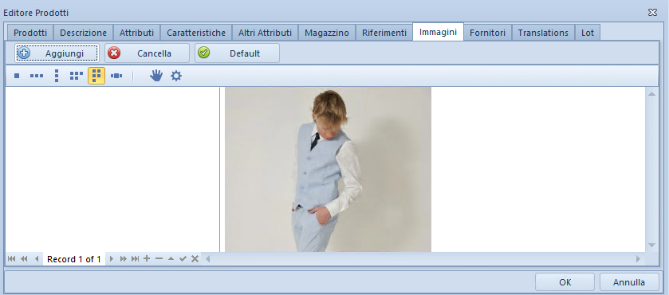 Editore Prodotti
Prodotti Descrizione Attributi Caratteristiche Altri Attributi Magazzino Riferimenti Immagini Fornitori Translations Lot
Aggiungi Cancella Default
Record 1 of 1
OK Annulla